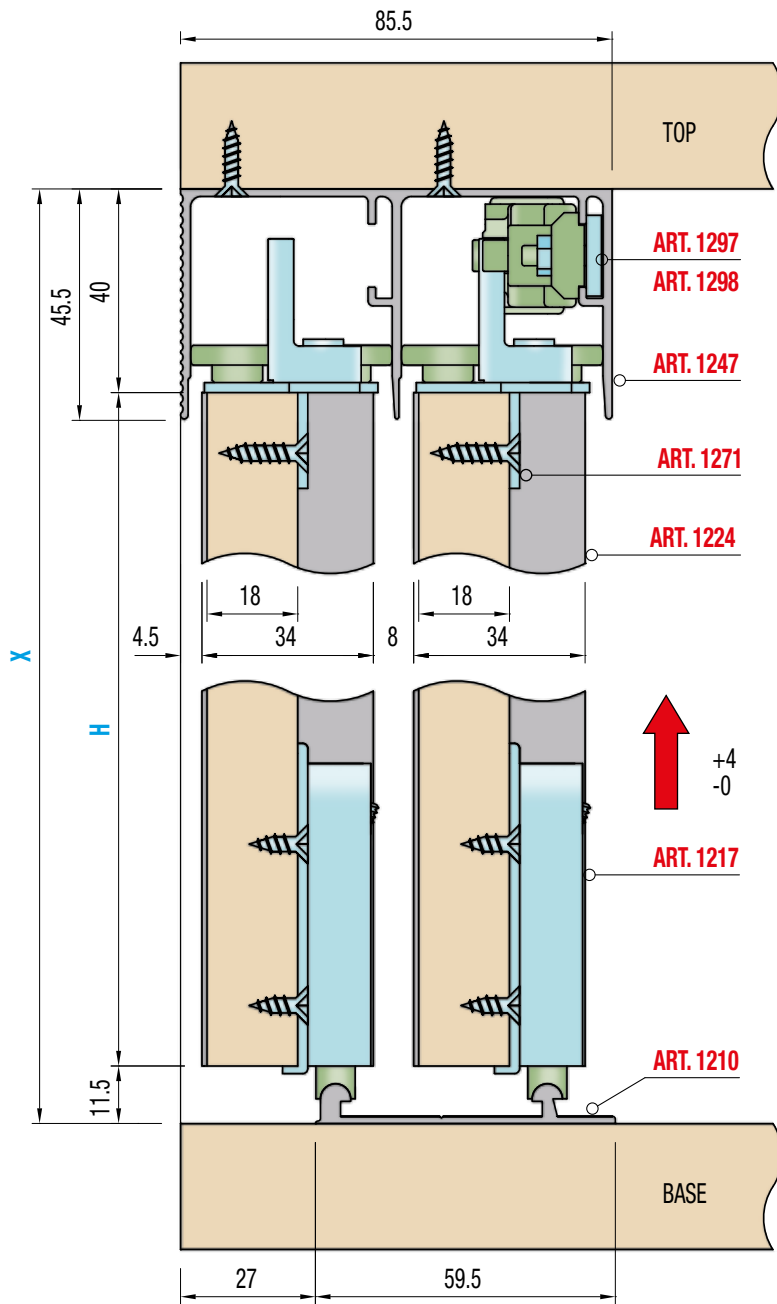 85.5
TOP
ART. 1297
ART. 1298
40
45.5
ART. 1247
ART. 1271
ART. 1224
18
18
4.5
34
8
34
X
H
+4
-0
ART. 1217
ART. 1210
11.5
BASE
27
59.5